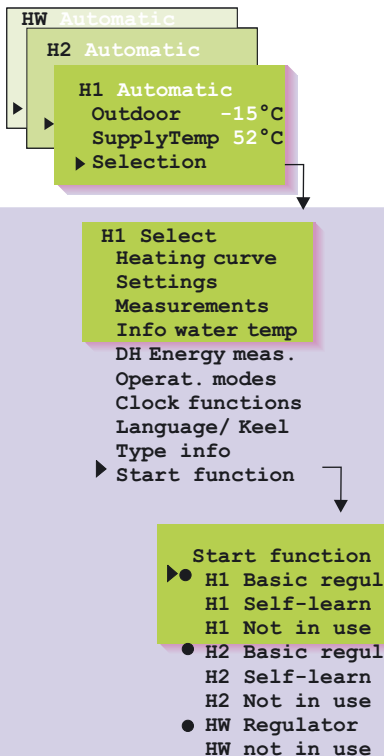 HW Automatic
H2 Automatic
H1 Automatic
Outdoor -15°C
SupplyTemp 52°C
Selection
H1 Select
Heating curve
Settings
Measurements
Info water temp
DH Energy meas.
Operat. modes
Clock functions
Language/ Keel
Type info
Start function
Start function
H1 Basic regul
H1 Self-learn
H1 Not in use
H2 Basic regul
H2 Self-learn
H2 Not in use
HW Regulator
HW not in use